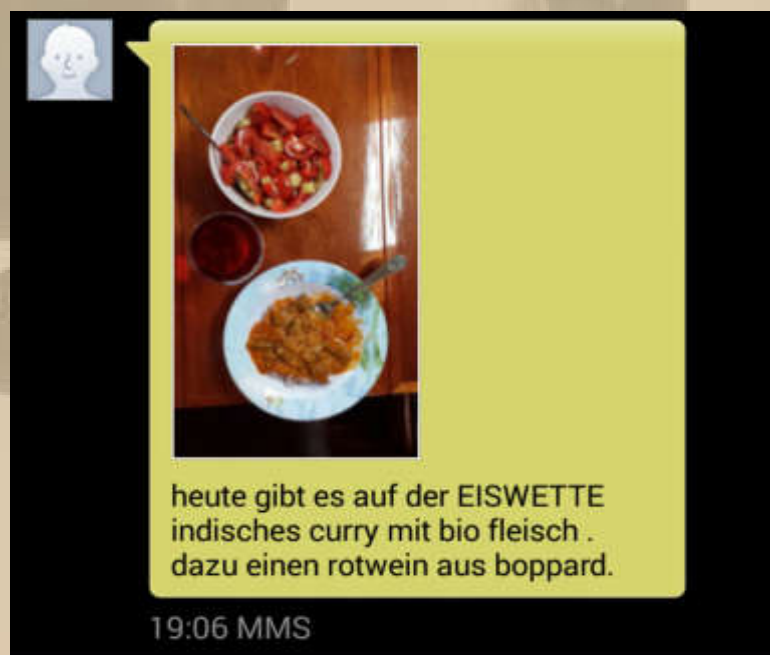 heute gibt es auf der EISWETTE
indisches curry mit bio fleisch .
dazu einen rotwein aus boppard.
19:06 MMS